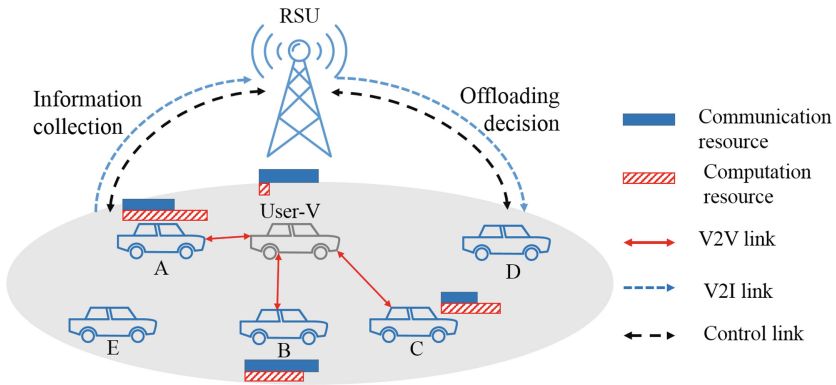 RSU
Information
collection
Offloading
decision
Communication
resource
Computation
resource
User-V
A
D
V2V link
E
B
C
V2I link
Control link